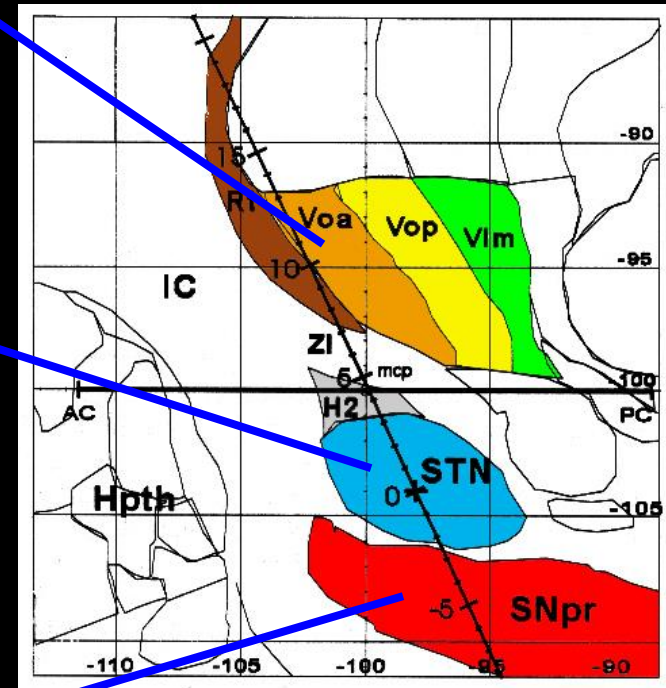 -90
15
RT
Voa
Vop
VIm
10
-95
IC
ZI
5
mcp
-100
AC
H2
PC
STN
Hpth
0
-105
-5
SNpr
-110
-105
-100
-95
-90